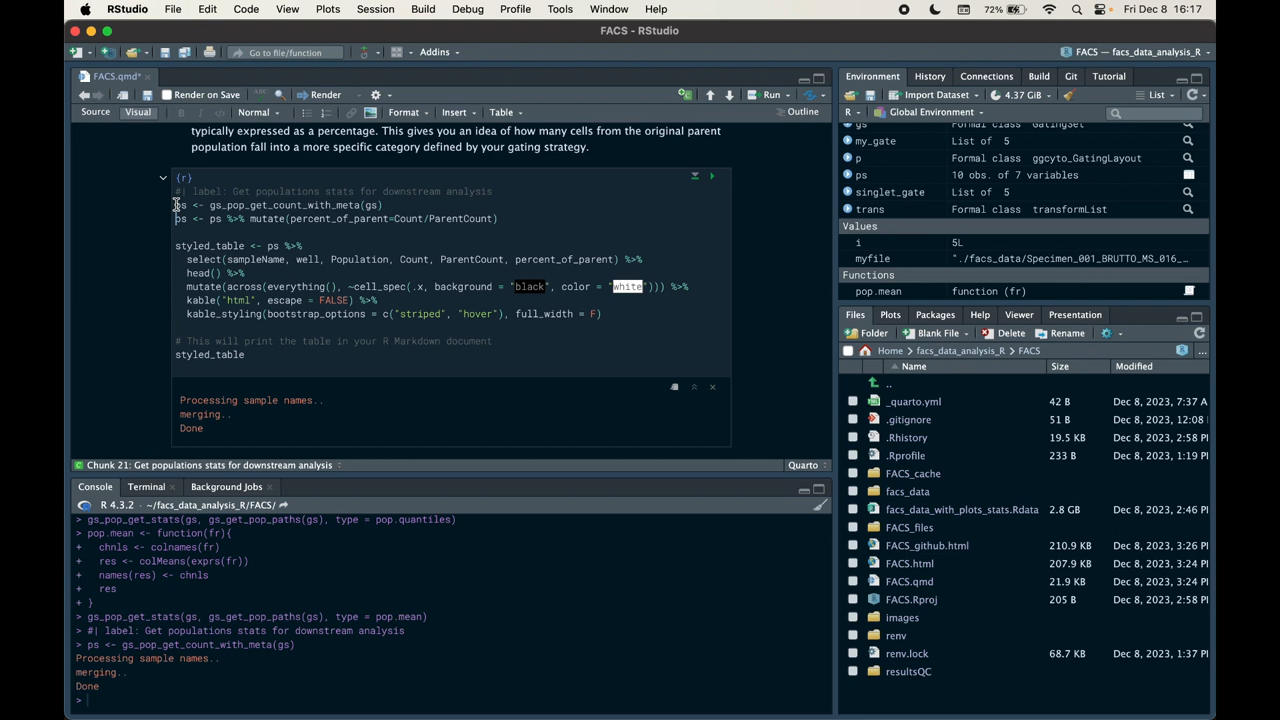 RStudio File Edit Code View Plots Session Build Debug Profile Tools Window Help 72% Fri Dec 8 16:17
FACS - RStudio
Go to file/function Addins FACS — facs_data_analysis_R
FACS.qmd*
Render on Save Render Run
Source Visual B I </> Normal Format Insert Table Outline
typically expressed as a percentage. This gives you an idea of how many cells from the original parent
population fall into a more specific category defined by your gating strategy.
{r}
#| label: Get populations stats for downstream analysis
ps <- gs_pop_get_count_with_meta(gs)
ps <- ps %>% mutate(percent_of_parent=Count/ParentCount)
styled_table <- ps %>%
select(sampleName, well, Population, Count, ParentCount, percent_of_parent) %>%
head() %>%
mutate(across(everything(), ~cell_spec(.x, background = "black", color = "white"))) %>%
kable("html", escape = FALSE) %>%
kable_styling(bootstrap_options = c("striped", "hover"), full_width = F)
# This will print the table in your R Markdown document
styled_table
Processing sample names..
merging..
Done
Chunk 21: Get populations stats for downstream analysis Quarto
Console Terminal Background Jobs
R 4.3.2 · ~/facs_data_analysis_R/FACS/
> gs_pop_get_stats(gs, gs_get_pop_paths(gs), type = pop.quantiles)
> pop.mean <- function(fr){
+ chnls <- colnames(fr)
+ res <- colMeans(exprs(fr))
+ names(res) <- chnls
+ res
+ }
> gs_pop_get_stats(gs, gs_get_pop_paths(gs), type = pop.mean)
> #| label: Get populations stats for downstream analysis
> ps <- gs_pop_get_count_with_meta(gs)
Processing sample names..
merging..
Done
>
Environment History Connections Build Git Tutorial
Import Dataset 4.37 GiB List
R Global Environment
gs Formal class GatingSet
my_gate List of 5
p Formal class ggcyto_GatingLayout
ps 10 obs. of 7 variables
singlet_gate List of 5
trans Formal class transformList
Values
i 5L
myfile "./facs_data/Specimen_001_BRUTTO_MS_016_…
Functions
pop.mean function (fr)
Files Plots Packages Help Viewer Presentation
Folder Blank File Delete Rename
Home > facs_data_analysis_R > FACS ...
Name Size Modified
..
_quarto.yml 42 B Dec 8, 2023, 7:37 A
.gitignore 51 B Dec 8, 2023, 12:08
.Rhistory 19.5 KB Dec 8, 2023, 2:58 P
.Rprofile 233 B Dec 8, 2023, 1:19 P
FACS_cache
facs_data
facs_data_with_plots_stats.Rdata 2.8 GB Dec 8, 2023, 2:46 P
FACS_files
FACS_github.html 210.9 KB Dec 8, 2023, 3:26 P
FACS.html 207.9 KB Dec 8, 2023, 3:24 P
FACS.qmd 21.9 KB Dec 8, 2023, 3:24 P
FACS.Rproj 205 B Dec 8, 2023, 2:58 P
images
renv
renv.lock 68.7 KB Dec 8, 2023, 1:37 P
resultsQC